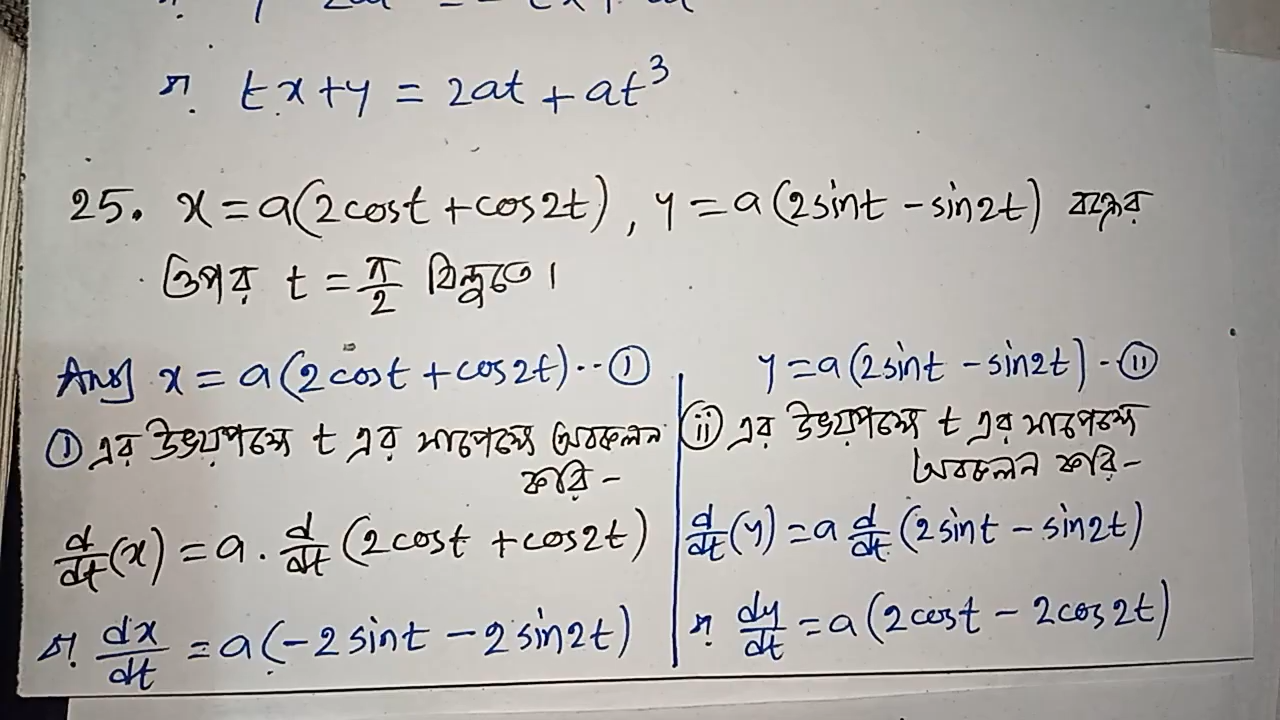 বা. tx+y = 2at + at³
25. x = a(2cost + cos2t), y = a(2sint - sin2t) বক্রের
উপর t = π/2 বিন্দুতে।
Ans x = a(2cost + cos2t)...(i)
(i) এর উভয়পক্ষে t এর সাপেক্ষে অবকলন
করি -
d/dt(x) = a . d/dt (2cost + cos2t)
বা. dx/dt = a(-2sint - 2sin2t)
y = a(2sint - sin2t) - (ii)
(ii) এর উভয়পক্ষে t এর সাপেক্ষে
অবকলন করি -
d/dt(y) = a d/dt (2sint - sin2t)
বা. dy/dt = a(2cost - 2cos2t)